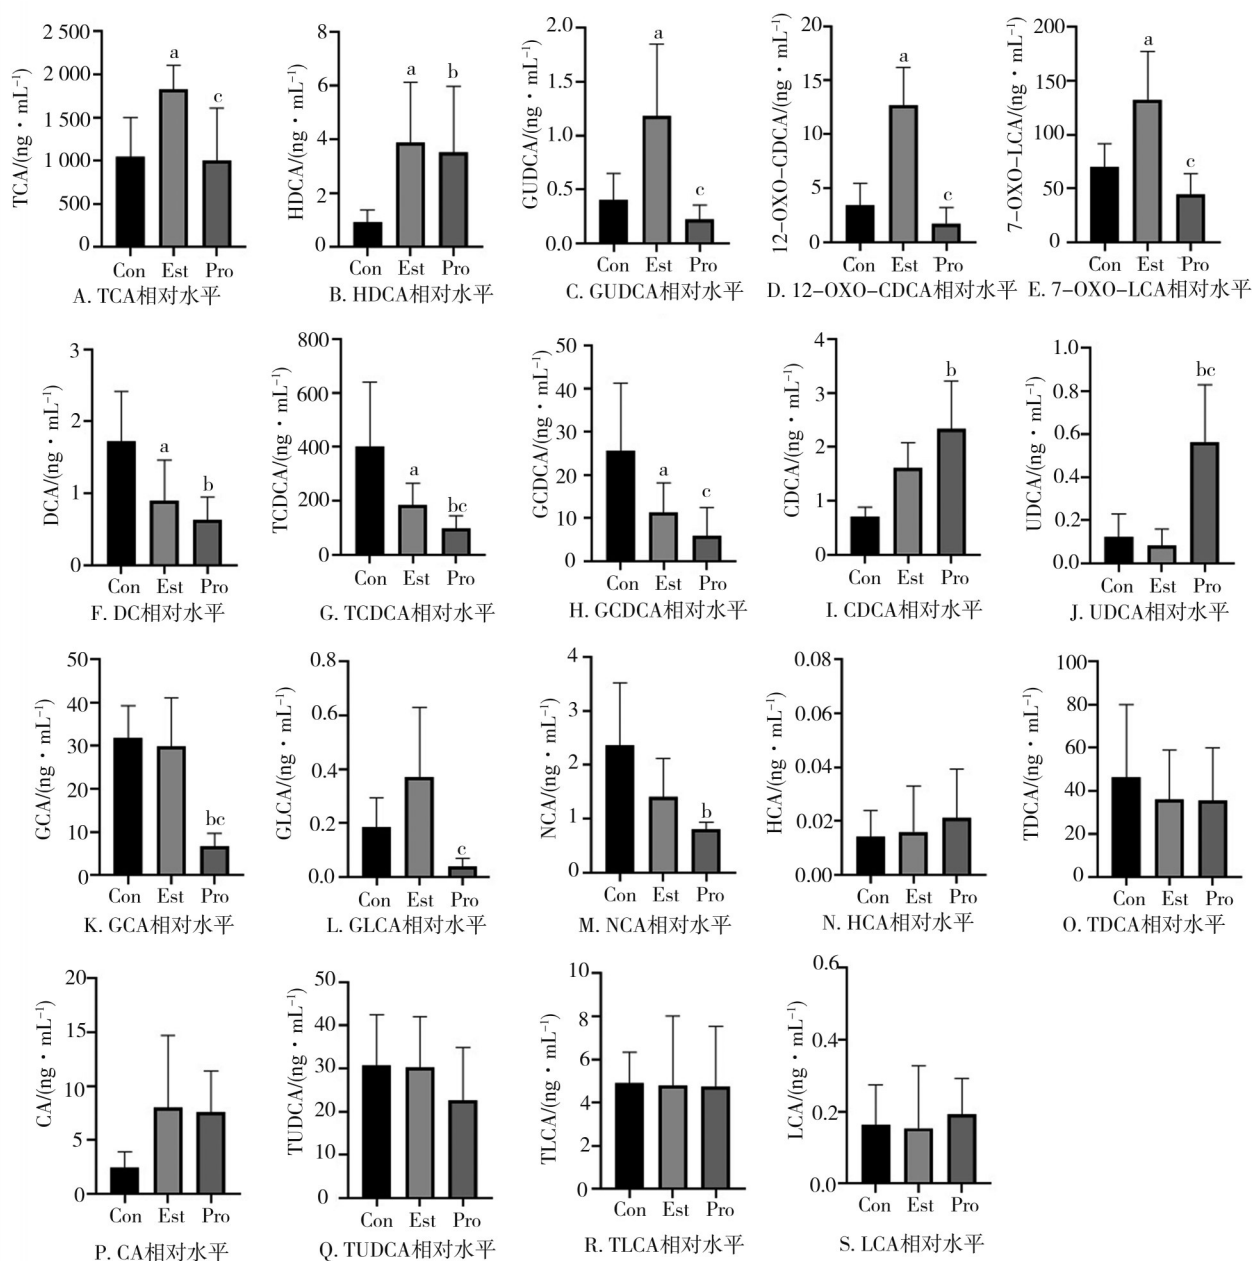 TCA/(ng·mL⁻¹)
2 500
2 000
1 500
1 000
500
0
a
c
Con Est Pro
A. TCA相对水平
HDCA/(ng·mL⁻¹)
8
6
4
2
0
a
b
Con Est Pro
B. HDCA相对水平
GUDCA/(ng·mL⁻¹)
2.0
1.5
1.0
0.5
0.0
a
c
Con Est Pro
C. GUDCA相对水平
12-OXO-CDCA/(ng·mL⁻¹)
20
15
10
5
0
a
c
Con Est Pro
D. 12-OXO-CDCA相对水平
7-OXO-LCA/(ng·mL⁻¹)
200
150
100
50
0
a
c
Con Est Pro
E. 7-OXO-LCA相对水平
DCA/(ng·mL⁻¹)
3
2
1
0
a
b
Con Est Pro
F. DC相对水平
TCDCA/(ng·mL⁻¹)
800
600
400
200
0
a
bc
Con Est Pro
G. TCDCA相对水平
GCDCA/(ng·mL⁻¹)
50
40
30
20
10
0
a
c
Con Est Pro
H. GCDCA相对水平
CDCA/(ng·mL⁻¹)
4
3
2
1
0
b
Con Est Pro
I. CDCA相对水平
UDCA/(ng·mL⁻¹)
1.0
0.8
0.6
0.4
0.2
0.0
bc
Con Est Pro
J. UDCA相对水平
GCA/(ng·mL⁻¹)
50
40
30
20
10
0
bc
Con Est Pro
K. GCA相对水平
GLCA/(ng·mL⁻¹)
0.8
0.6
0.4
0.2
0.0
c
Con Est Pro
L. GLCA相对水平
NCA/(ng·mL⁻¹)
4
3
2
1
0
b
Con Est Pro
M. NCA相对水平
HCA/(ng·mL⁻¹)
0.08
0.06
0.04
0.02
0.00
Con Est Pro
N. HCA相对水平
TDCA/(ng·mL⁻¹)
100
80
60
40
20
0
Con Est Pro
O. TDCA相对水平
CA/(ng·mL⁻¹)
20
15
10
5
0
Con Est Pro
P. CA相对水平
TUDCA/(ng·mL⁻¹)
50
40
30
20
10
0
Con Est Pro
Q. TUDCA相对水平
TLCA/(ng·mL⁻¹)
10
8
6
4
2
0
Con Est Pro
R. TLCA相对水平
LCA/(ng·mL⁻¹)
0.6
0.4
0.2
0.0
Con Est Pro
S. LCA相对水平